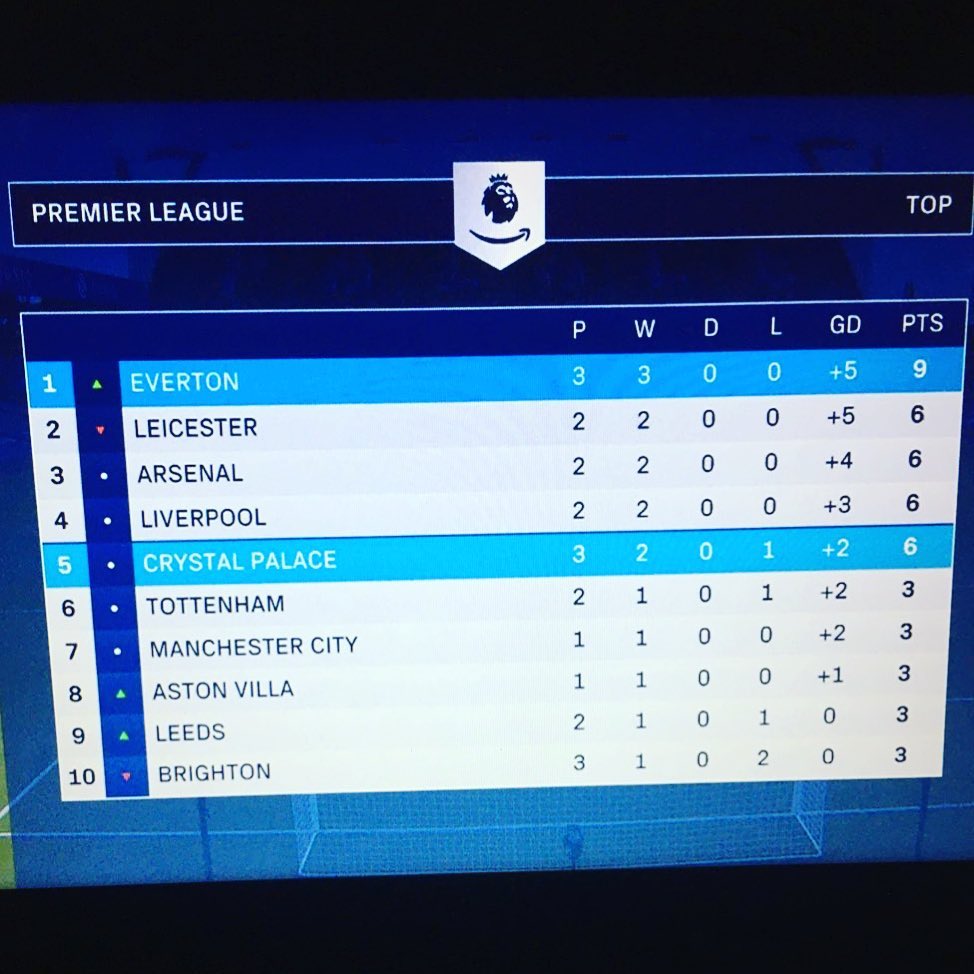 PREMIER LEAGUE TOP
P W D L GD PTS
1 EVERTON 3 3 0 0 +5 9
2 LEICESTER 2 2 0 0 +5 6
3 ARSENAL 2 2 0 0 +4 6
4 LIVERPOOL 2 2 0 0 +3 6
5 CRYSTAL PALACE 3 2 0 1 +2 6
6 TOTTENHAM 2 1 0 1 +2 3
7 MANCHESTER CITY 1 1 0 0 +2 3
8 ASTON VILLA 1 1 0 0 +1 3
9 LEEDS 2 1 0 1 0 3
10 BRIGHTON 3 1 0 2 0 3